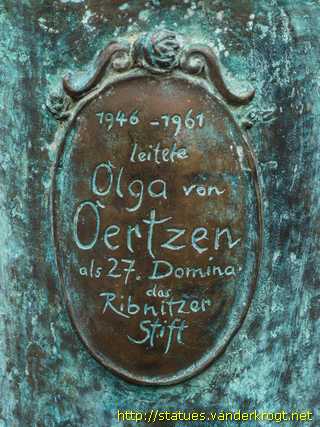 1946 - 1961
leitete
Olga von
Oertzen
als 27. Domina
das
Ribnitzer
Stift
http://statues.vanderkrogt.net